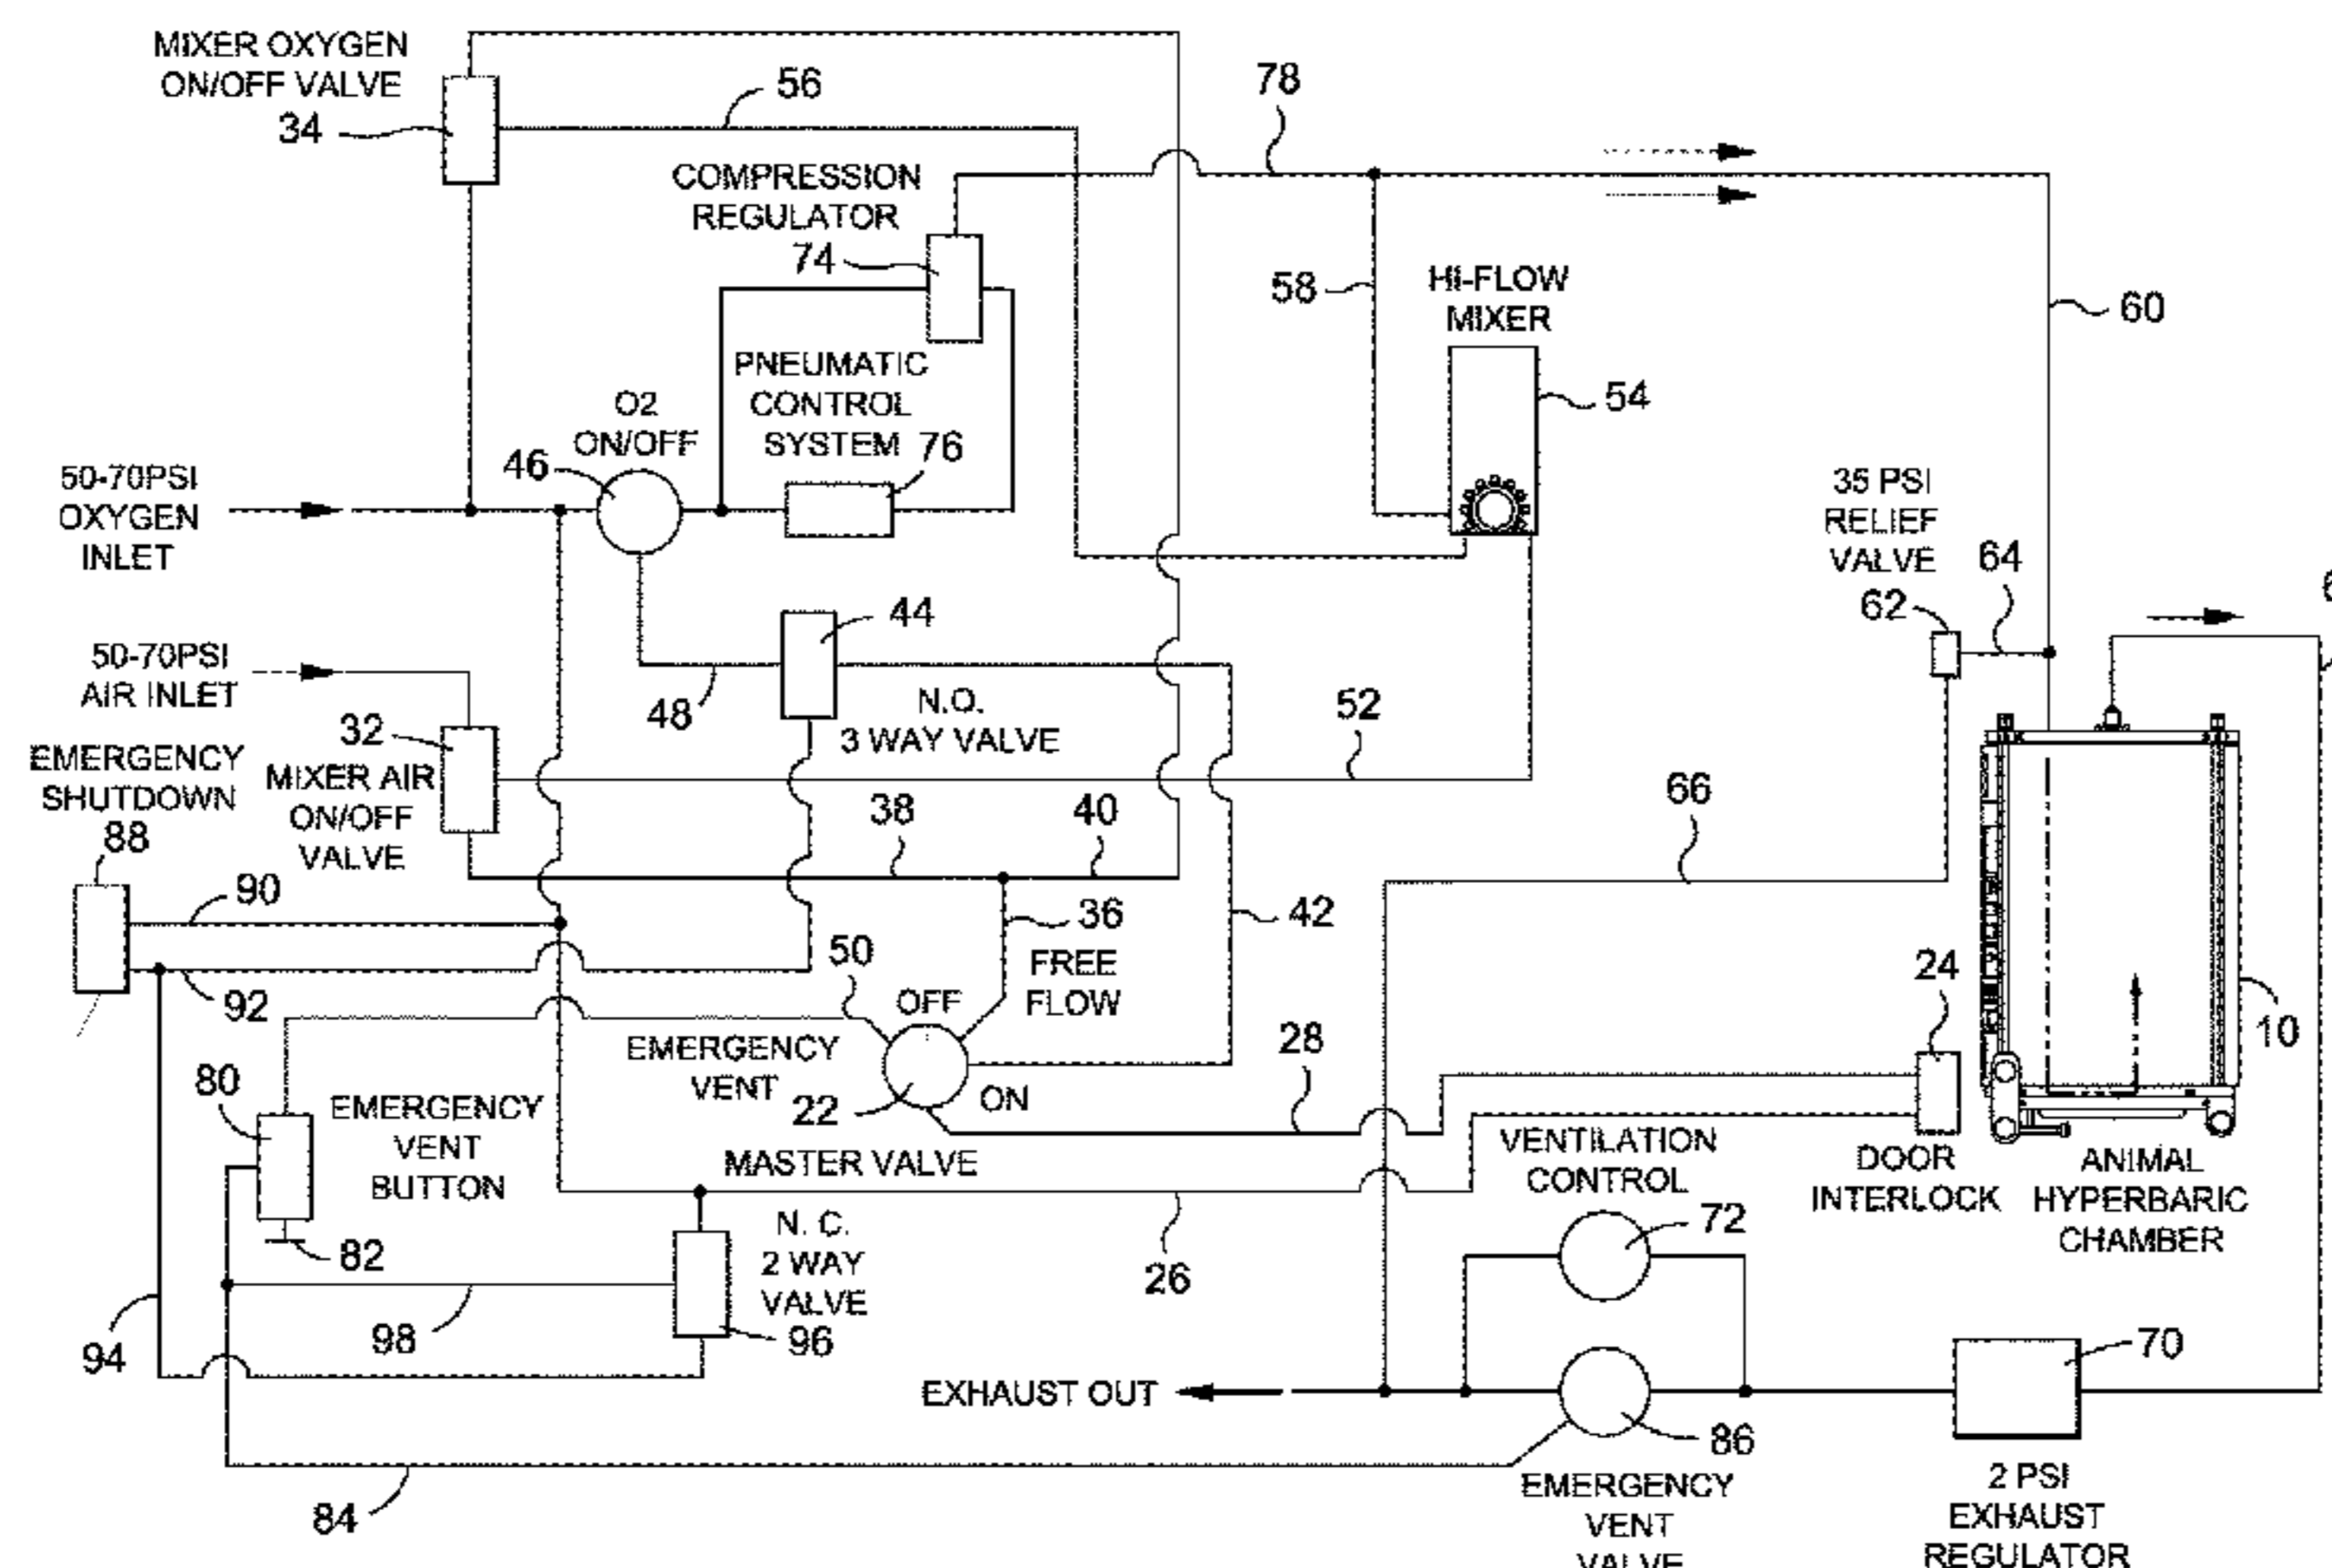 MIXER OXYGEN
ON/OFF VALVE
34
56
78
COMPRESSION
REGULATOR
74
58
HI-FLOW
MIXER
54
60
PNEUMATIC
CONTROL
SYSTEM 76
O2
ON/OFF
46
50-70PSI
OXYGEN
INLET
35 PSI
RELIEF
VALVE
62
64
44
50-70PSI
AIR INLET
48
N.O.
3 WAY VALVE
52
32
EMERGENCY
SHUTDOWN
88
MIXER AIR
ON/OFF
VALVE
38
40
66
90
36
42
92
50
OFF
FREE
FLOW
24
10
EMERGENCY
VENT
22
ON
28
80
EMERGENCY
VENT
BUTTON
MASTER VALVE
VENTILATION
CONTROL
DOOR
INTERLOCK
ANIMAL
HYPERBARIC
CHAMBER
82
N. C.
2 WAY
VALVE
96
26
72
94
98
EXHAUST OUT
70
86
84
EMERGENCY
VENT
VALVE
2 PSI
EXHAUST
REGULATOR